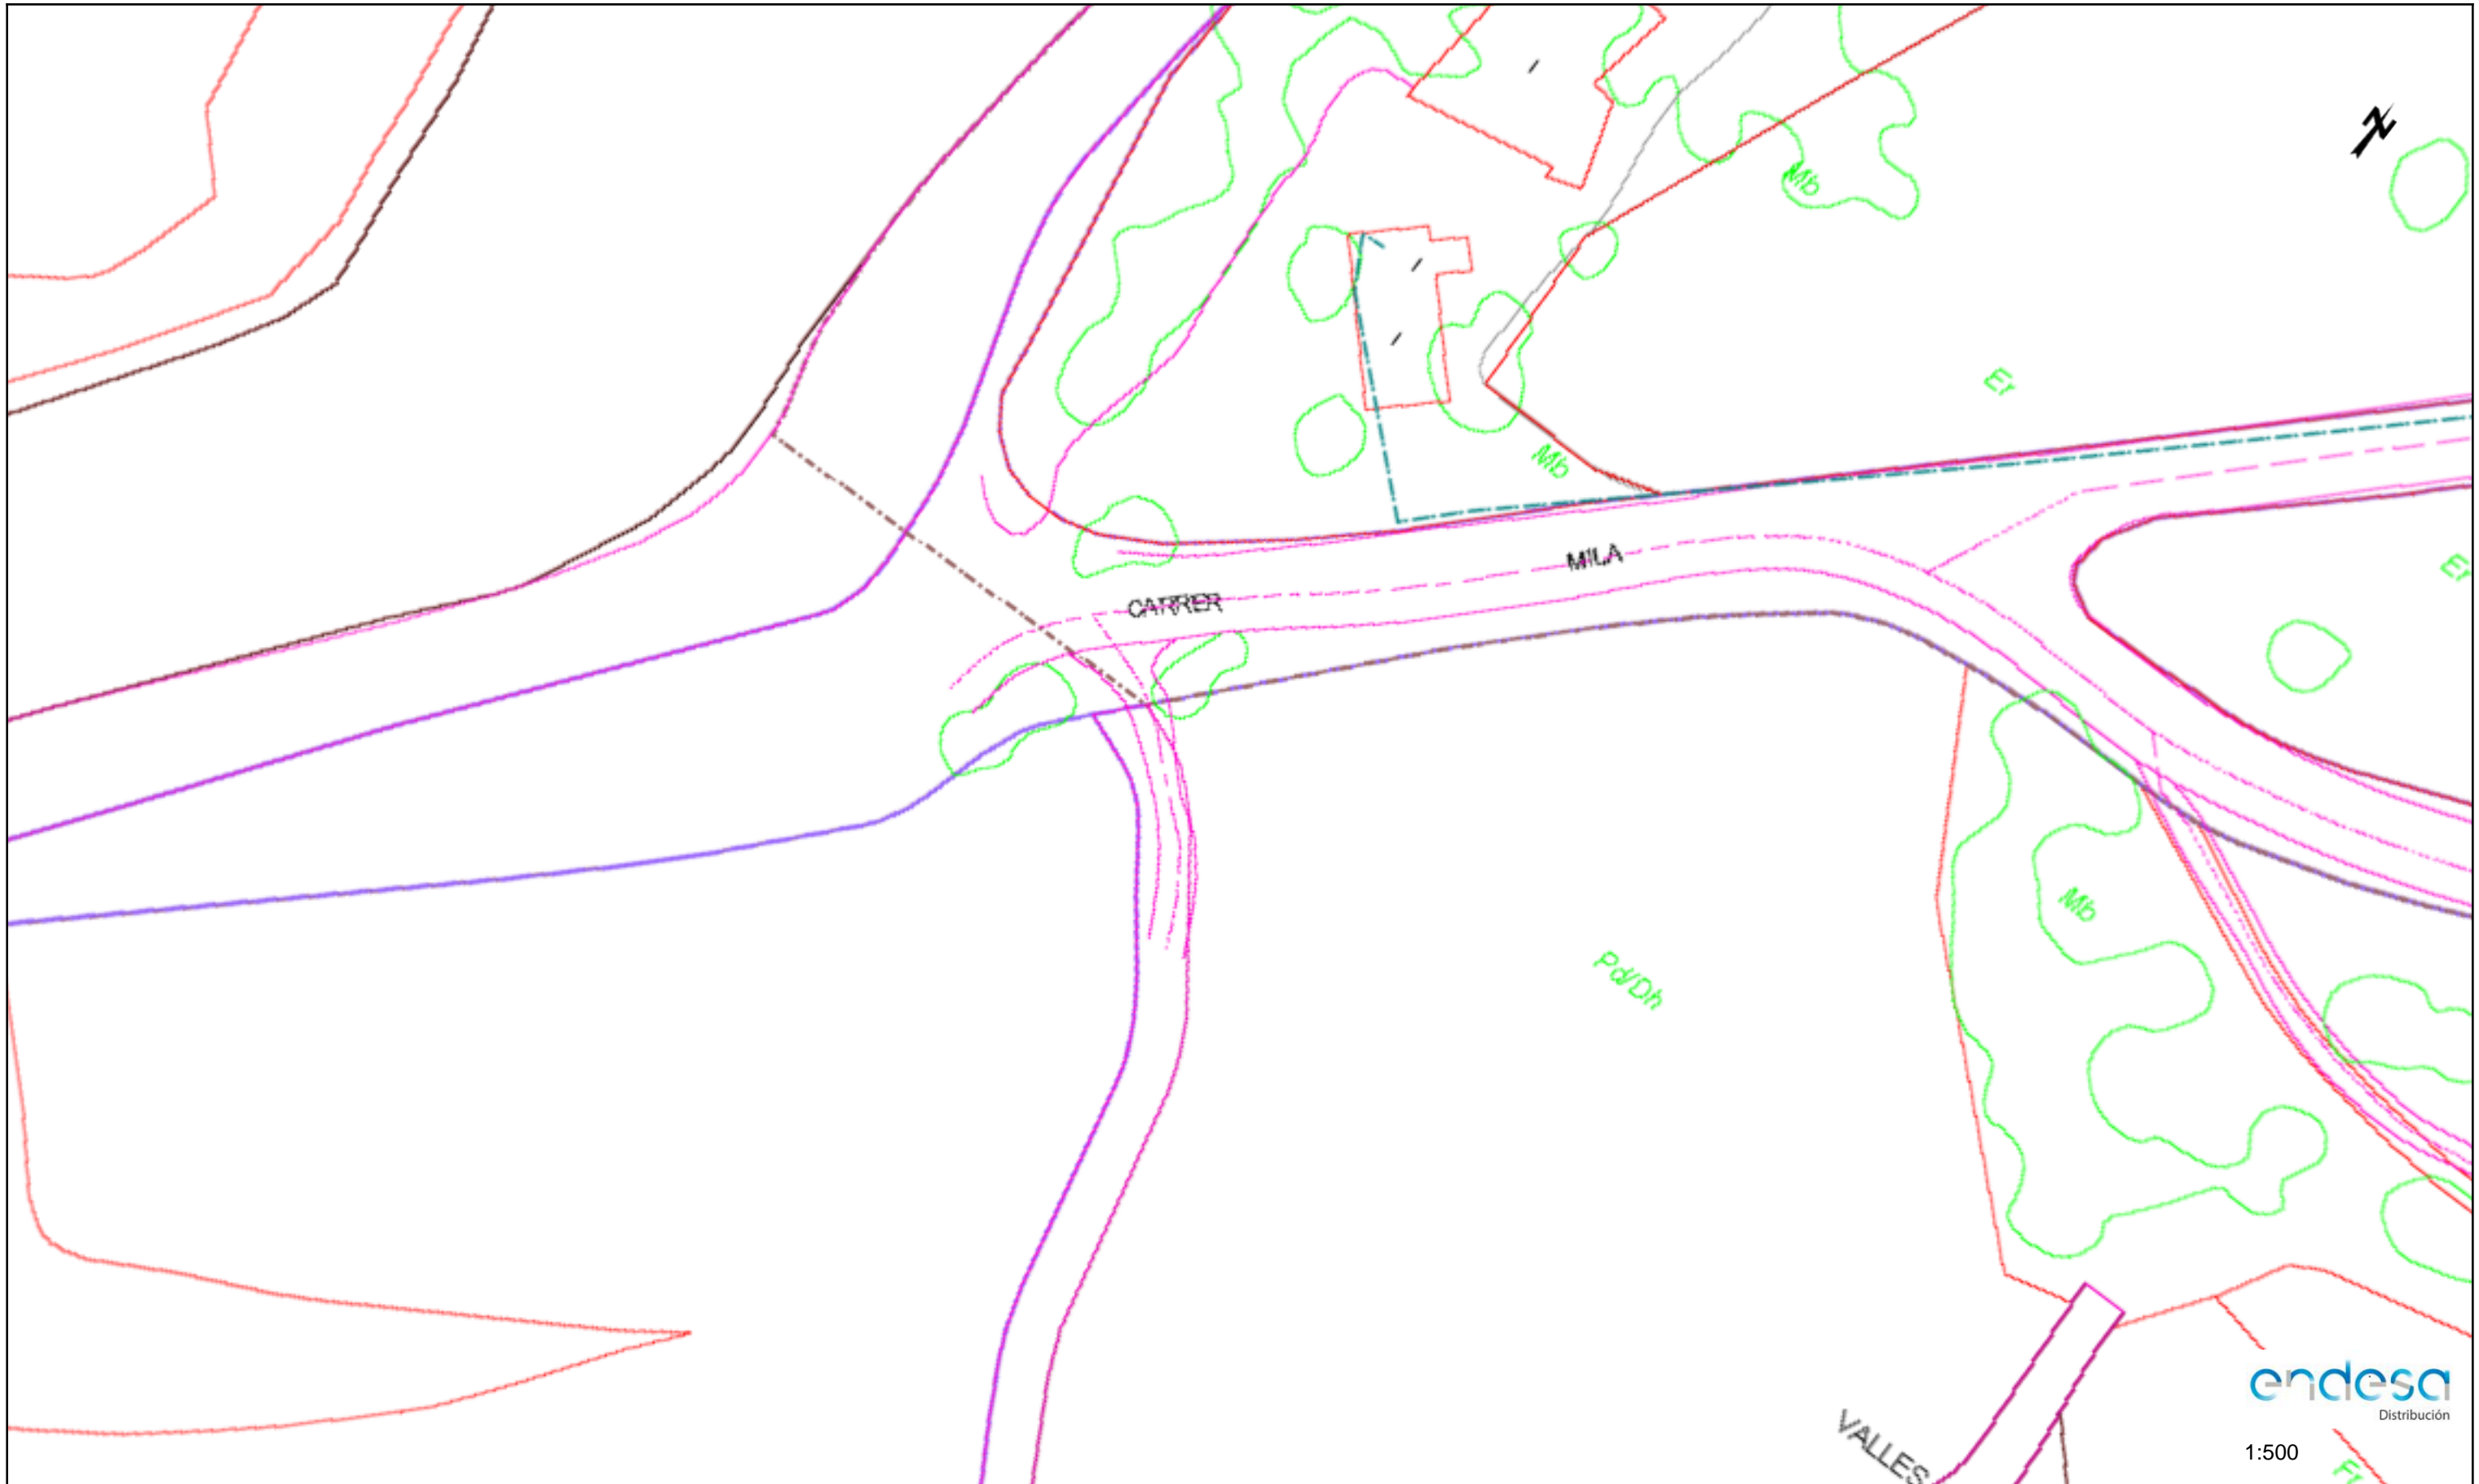 Mb
Er
Mb
MILA
CARRER
Er
Mb
Pd/Dh
endesa
Distribución
VALLES
1:500